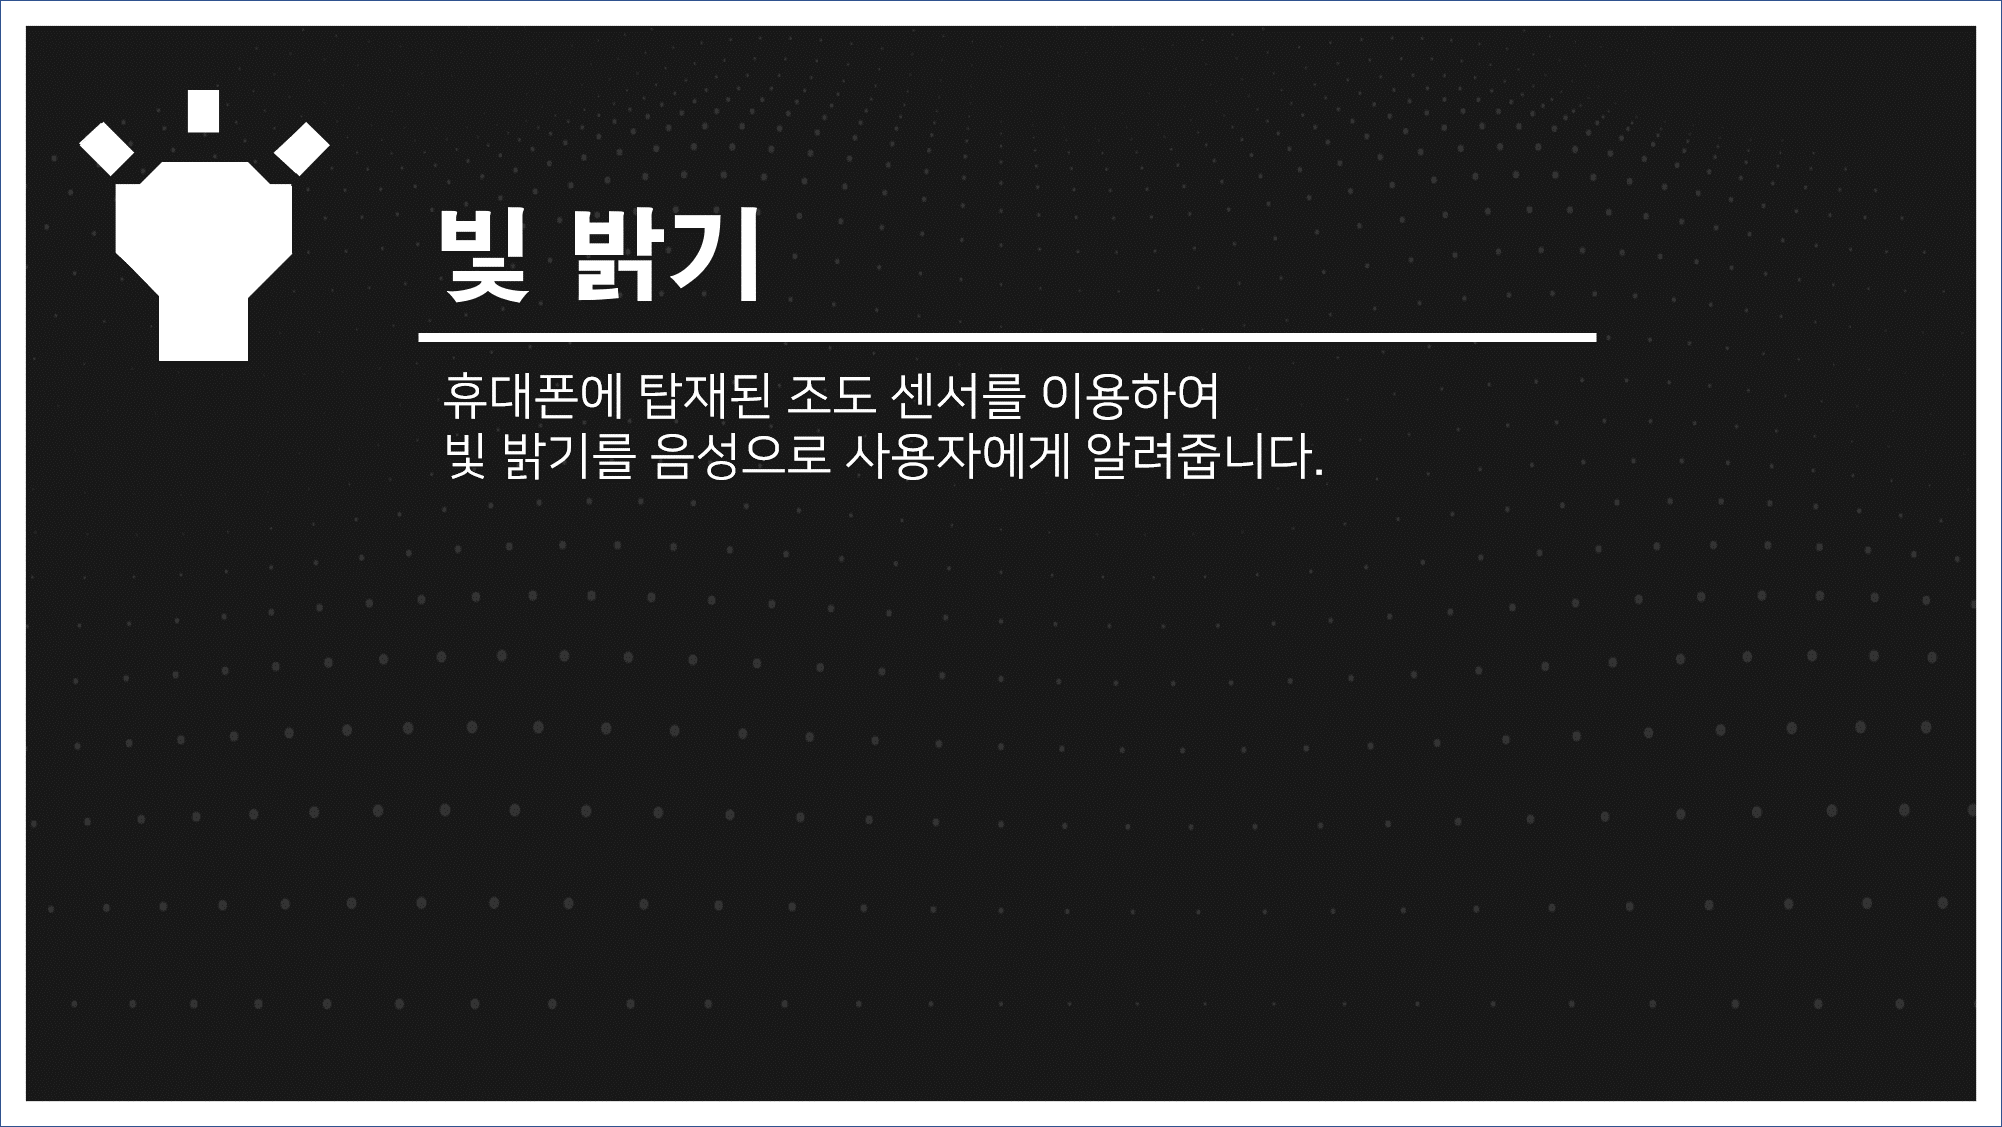 빛 밝기
휴대폰에 탑재된 조도 센서를 이용하여
빛 밝기를 음성으로 사용자에게 알려줍니다.